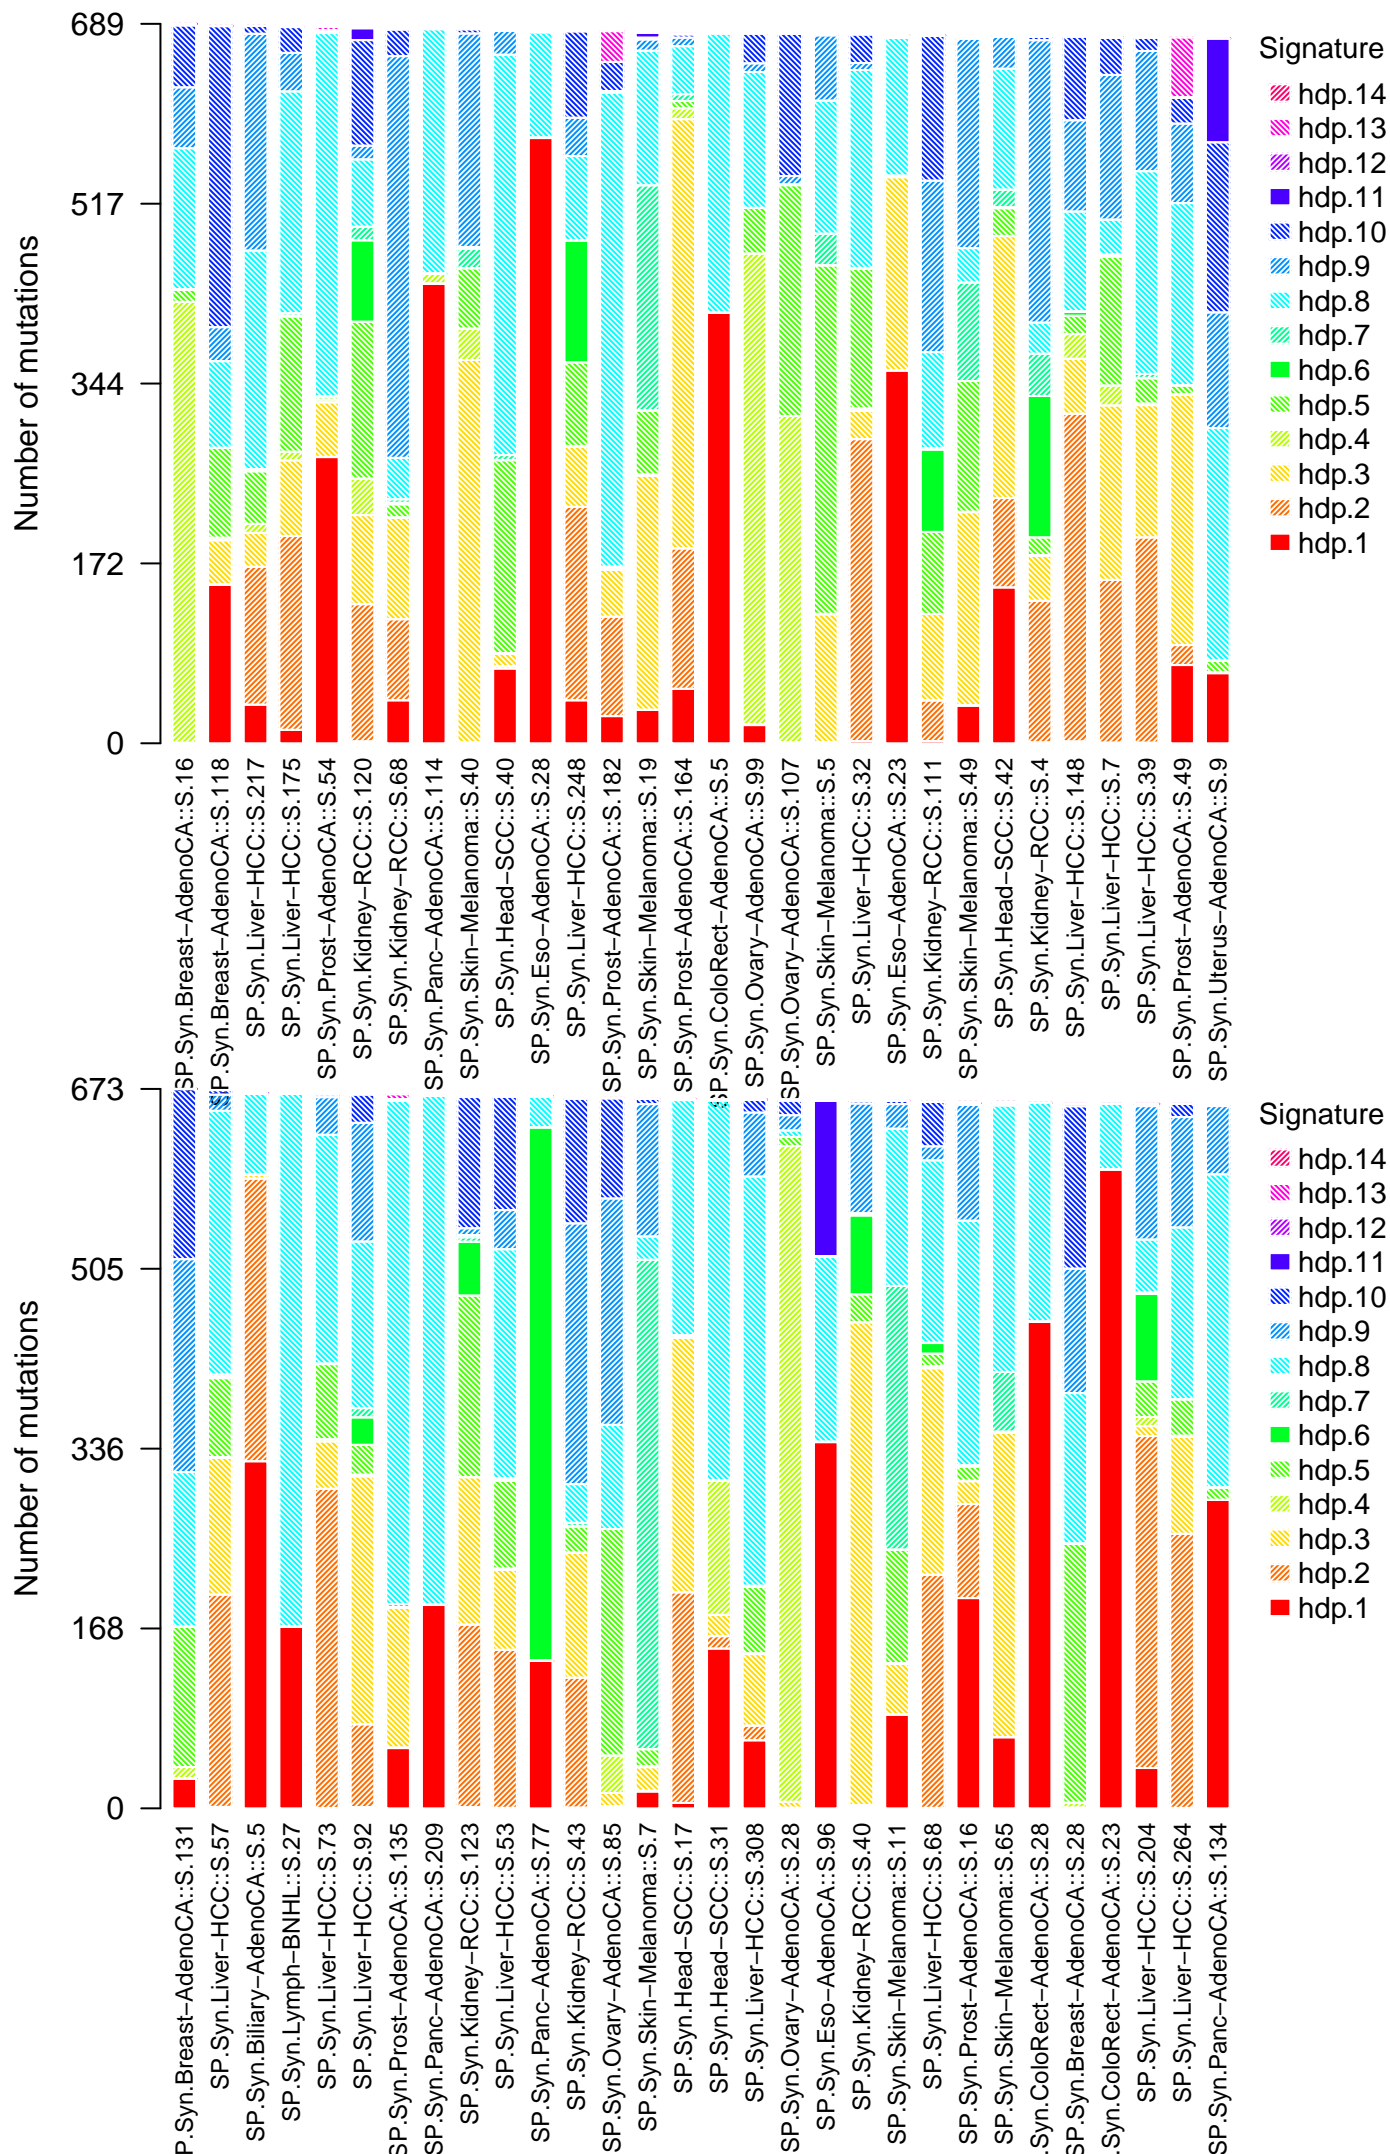 Number of mutations
689
517
344
172
0
Signature
hdp.14
hdp.13
hdp.12
hdp.11
hdp.10
hdp.9
hdp.8
hdp.7
hdp.6
hdp.5
hdp.4
hdp.3
hdp.2
hdp.1
SP.Syn.Breast−AdenoCA::S.16
SP.Syn.Breast−AdenoCA::S.118
SP.Syn.Liver−HCC::S.217
SP.Syn.Liver−HCC::S.175
SP.Syn.Prost−AdenoCA::S.54
SP.Syn.Kidney−RCC::S.120
SP.Syn.Kidney−RCC::S.68
SP.Syn.Panc−AdenoCA::S.114
SP.Syn.Skin−Melanoma::S.40
SP.Syn.Head−SCC::S.40
SP.Syn.Eso−AdenoCA::S.28
SP.Syn.Liver−HCC::S.248
SP.Syn.Prost−AdenoCA::S.182
SP.Syn.Skin−Melanoma::S.19
SP.Syn.Prost−AdenoCA::S.164
SP.Syn.ColoRect−AdenoCA::S.5
SP.Syn.Ovary−AdenoCA::S.99
SP.Syn.Ovary−AdenoCA::S.107
SP.Syn.Skin−Melanoma::S.5
SP.Syn.Liver−HCC::S.32
SP.Syn.Eso−AdenoCA::S.23
SP.Syn.Kidney−RCC::S.111
SP.Syn.Skin−Melanoma::S.49
SP.Syn.Head−SCC::S.42
SP.Syn.Kidney−RCC::S.4
SP.Syn.Liver−HCC::S.148
SP.Syn.Liver−HCC::S.7
SP.Syn.Liver−HCC::S.39
SP.Syn.Prost−AdenoCA::S.49
SP.Syn.Uterus−AdenoCA::S.9
Number of mutations
673
505
336
168
0
Signature
hdp.14
hdp.13
hdp.12
hdp.11
hdp.10
hdp.9
hdp.8
hdp.7
hdp.6
hdp.5
hdp.4
hdp.3
hdp.2
hdp.1
P.Syn.Breast−AdenoCA::S.131
SP.Syn.Liver−HCC::S.57
SP.Syn.Biliary−AdenoCA::S.5
SP.Syn.Lymph−BNHL::S.27
SP.Syn.Liver−HCC::S.73
SP.Syn.Liver−HCC::S.92
SP.Syn.Prost−AdenoCA::S.135
SP.Syn.Panc−AdenoCA::S.209
SP.Syn.Kidney−RCC::S.123
SP.Syn.Liver−HCC::S.53
SP.Syn.Panc−AdenoCA::S.77
SP.Syn.Kidney−RCC::S.43
SP.Syn.Ovary−AdenoCA::S.85
SP.Syn.Skin−Melanoma::S.7
SP.Syn.Head−SCC::S.17
SP.Syn.Head−SCC::S.31
SP.Syn.Liver−HCC::S.308
SP.Syn.Ovary−AdenoCA::S.28
SP.Syn.Eso−AdenoCA::S.96
SP.Syn.Kidney−RCC::S.40
SP.Syn.Skin−Melanoma::S.11
SP.Syn.Liver−HCC::S.68
SP.Syn.Prost−AdenoCA::S.16
SP.Syn.Skin−Melanoma::S.65
.Syn.ColoRect−AdenoCA::S.28
SP.Syn.Breast−AdenoCA::S.28
.Syn.ColoRect−AdenoCA::S.23
SP.Syn.Liver−HCC::S.204
SP.Syn.Liver−HCC::S.264
SP.Syn.Panc−AdenoCA::S.134